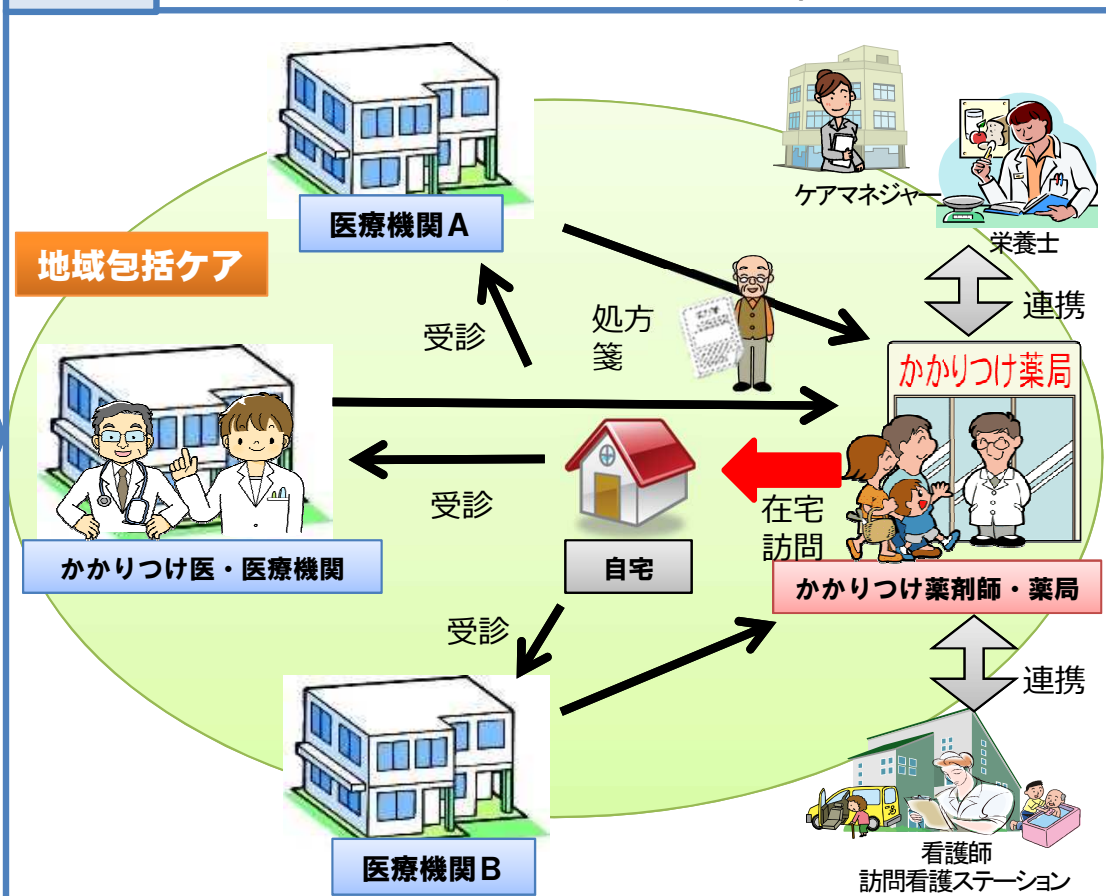 医療機関A
ケアマネジャー
栄養士
地域包括ケア
連携
受診
処方
箋
かかりつけ薬局
受診
在宅
訪問
かかりつけ医・医療機関
自宅
かかりつけ薬剤師・薬局
受診
連携
医療機関B
看護師
訪問看護ステーション